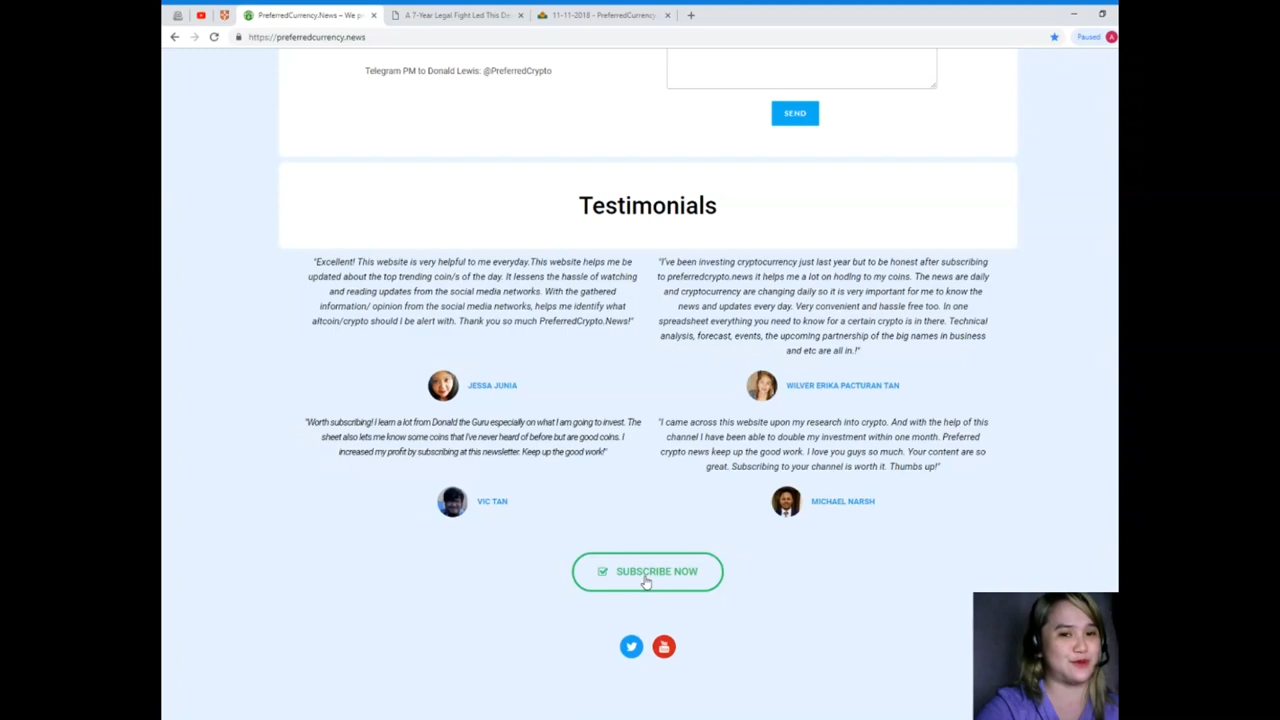 PreferredCurrency.News – We p
A 7-Year Legal Fight Led This De
11-11-2018 - PreferredCurrency
https://preferredcurrency.news
Paused
A
Telegram PM to Donald Lewis: @PreferredCrypto
SEND
Testimonials
"Excellent! This website is very helpful to me everyday.This website helps me be
updated about the top trending coin/s of the day. It lessens the hassle of watching
and reading updates from the social media networks. With the gathered
information/ opinion from the social media networks, helps me identify what
altcoin/crypto should I be alert with. Thank you so much PreferredCrypto.News!"
JESSA JUNIA
"I've been investing cryptocurrency just last year but to be honest after subscribing
to preferredcrypto.news it helps me a lot on hodlng to my coins. The news are daily
and cryptocurrency are changing daily so it is very important for me to know the
news and updates every day. Very convenient and hassle free too. In one
spreadsheet everything you need to know for a certain crypto is in there. Technical
analysis, forecast, events, the upcoming partnership of the big names in business
and etc are all in.!"
WILVER ERIKA PACTURAN TAN
"Worth subscribing! I learn a lot from Donald the Guru especially on what I am going to invest. The
sheet also lets me know some coins that I've never heard of before but are good coins. I
increased my profit by subscribing at this newsletter. Keep up the good work!"
VIC TAN
"I came across this website upon my research into crypto. And with the help of this
channel I have been able to double my investment within one month. Preferred
crypto news keep up the good work. I love you guys so much. Your content are so
great. Subscribing to your channel is worth it. Thumbs up!"
MICHAEL NARSH
SUBSCRIBE NOW